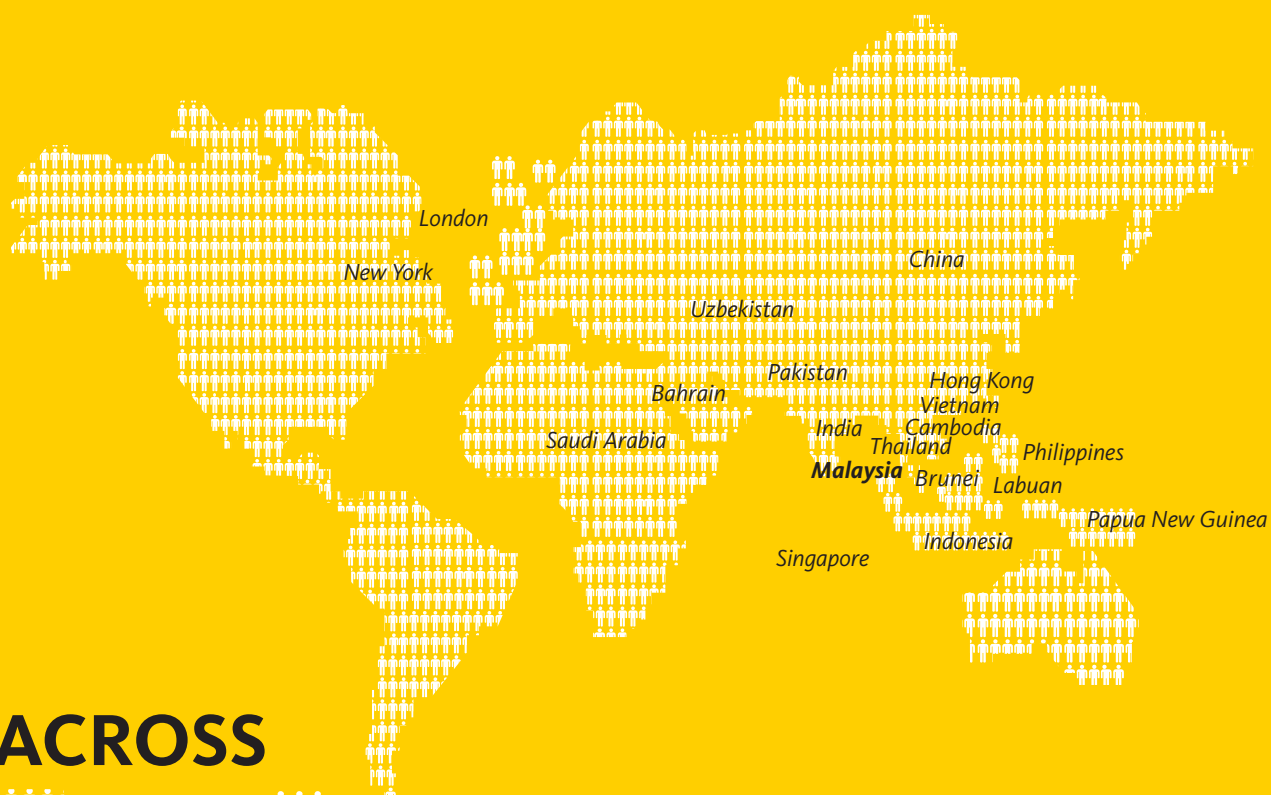 London
New York
China
Uzbekistan
Pakistan
Hong Kong
Bahrain
Vietnam
India
Cambodia
Saudi Arabia
Thailand
Philippines
Malaysia
Brunei
Labuan
Papua New Guinea
Indonesia
Singapore
ACROSS